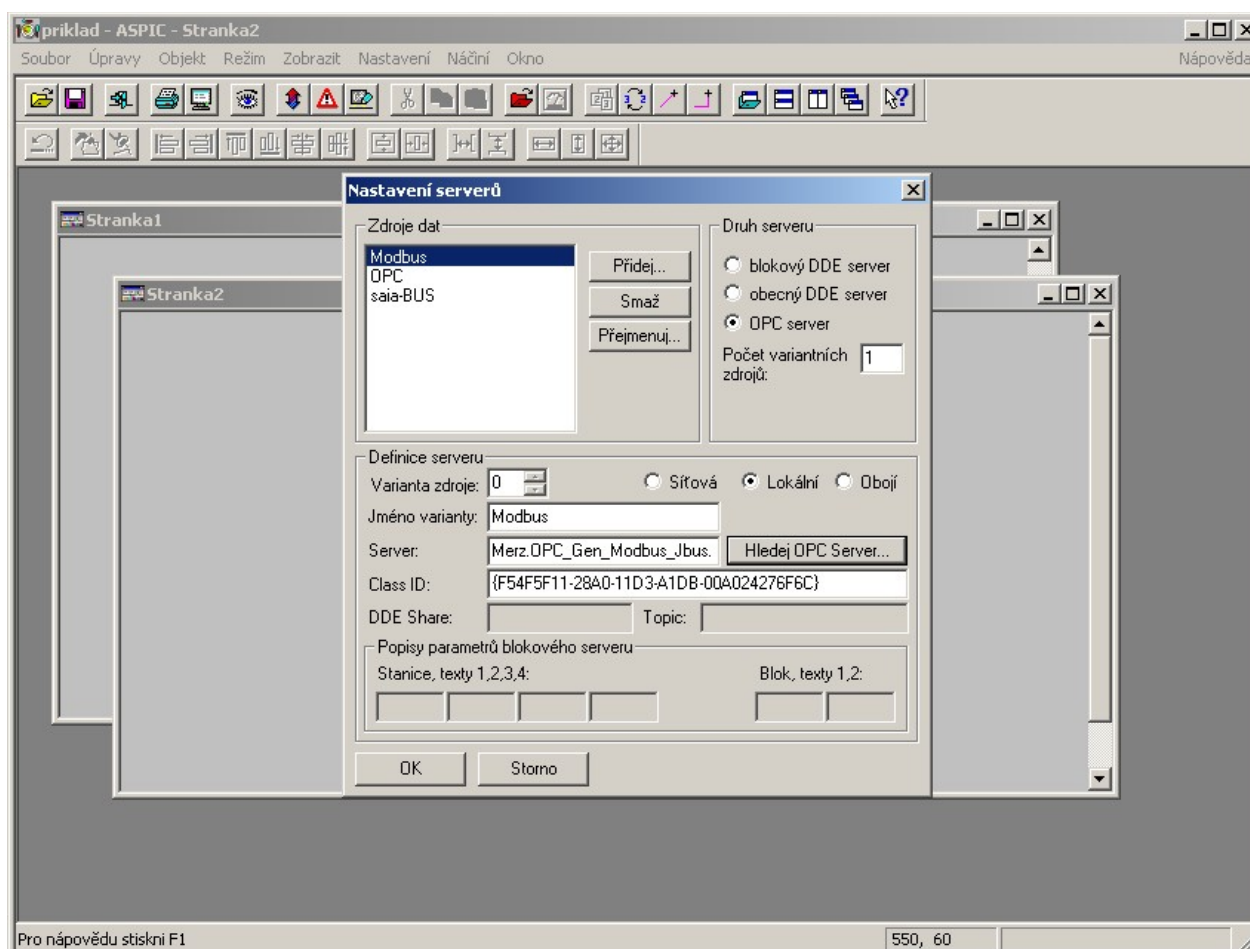 priklad - ASPIC - Stranka2
Soubor Úpravy Objekt Režim Zobrazit Nastavení Náčiní Okno Nápověda
Stranka1
Stranka2
Nastavení serverů
Zdroje dat
Modbus
OPC
saia-BUS
Přidej...
Smaž
Přejmenuj...
Druh serveru
blokový DDE server
obecný DDE server
OPC server
Počet variantních 1
zdrojů:
Definice serveru
Varianta zdroje: 0 Síťová Lokální Obojí
Jméno varianty: Modbus
Server: Merz.OPC_Gen_Modbus_Jbus. Hledej OPC Server...
Class ID: {F54F5F11-28A0-11D3-A1DB-00A024276F6C}
DDE Share: Topic:
Popisy parametrů blokového serveru
Stanice, texty 1,2,3,4: Blok, texty 1,2:
OK Storno
Pro nápovědu stiskni F1 550, 60